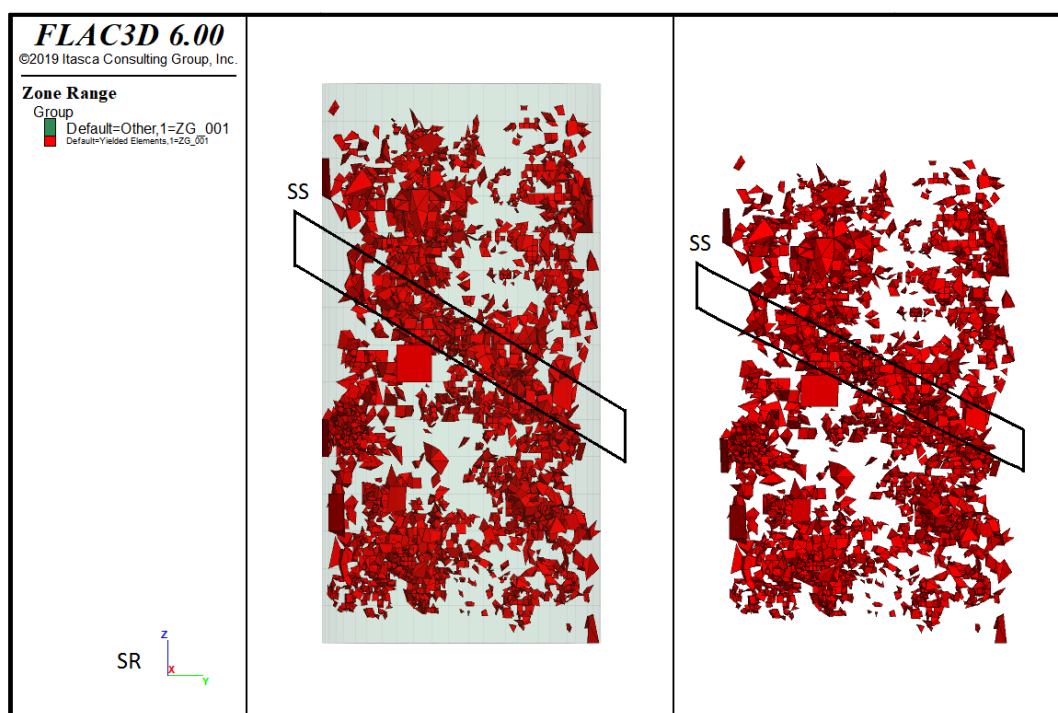 FLAC3D 6.00
©2019 Itasca Consulting Group, Inc.
Zone Range
Group
Default=Other,1=ZG_001
Default=Yielded Elements,1=ZG_001
SS
SS
SR
Z
X
Y